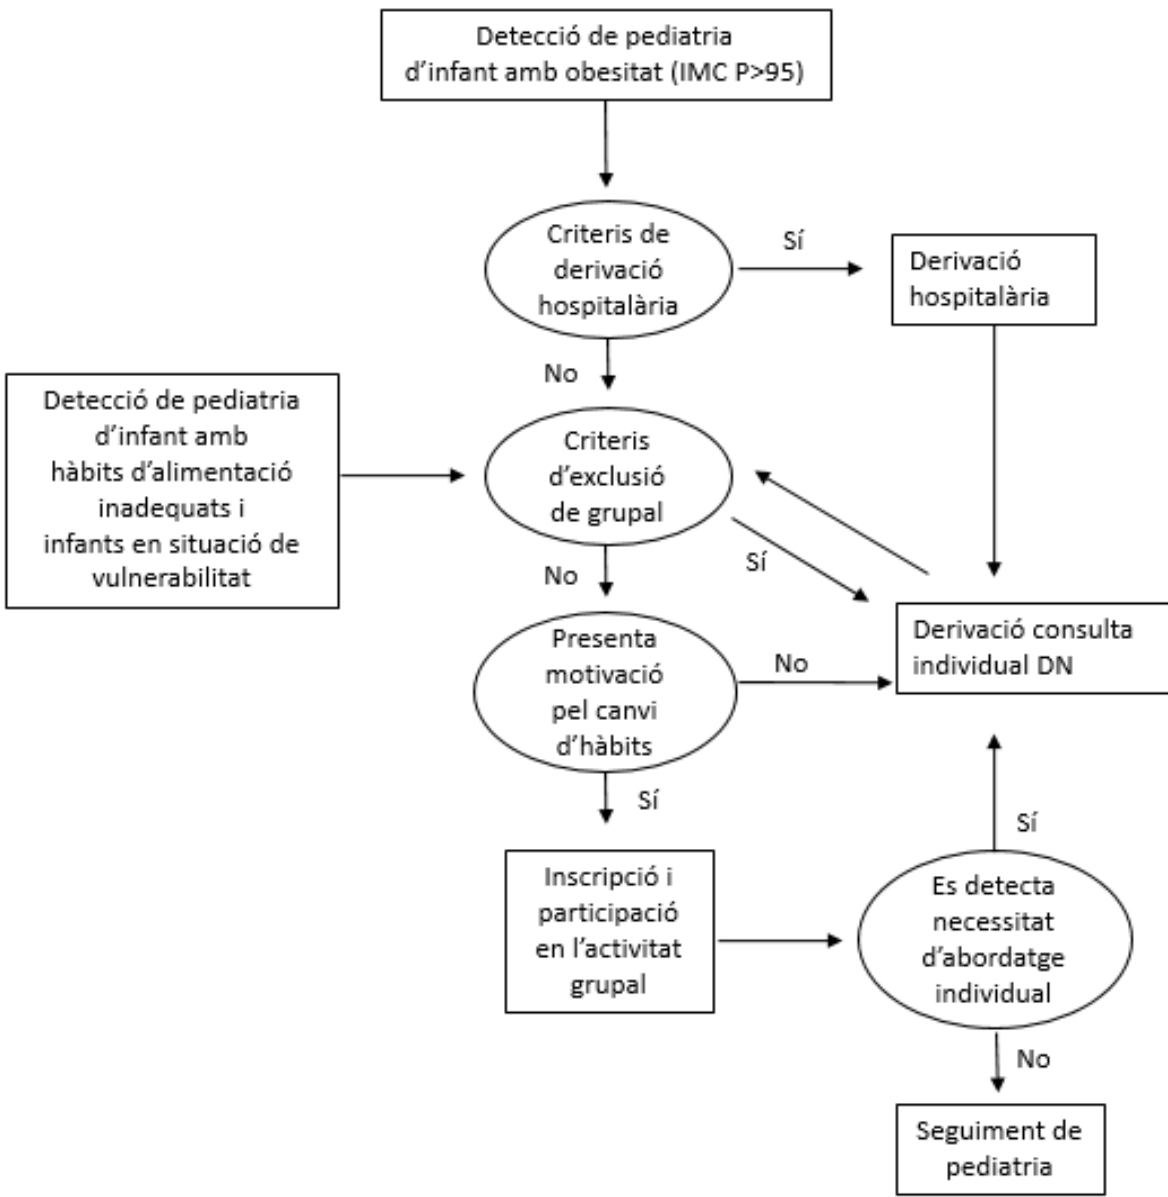 Detecció de pediatria
d'infant amb obesitat (IMC P>95)
Criteris de
derivació
hospitalària
Sí
Derivació
hospitalària
No
Detecció de pediatria
d'infant amb
hàbits d'alimentació
inadequats i
infants en situació de
vulnerabilitat
Criteris
d'exclusió
de grupal
Sí
No
Presenta
motivació
pel canvi
d'hàbits
No
Derivació consulta
individual DN
Sí
Inscripció i
participació
en l'activitat
grupal
Sí
Es detecta
necessitat
d'abordatge
individual
No
Seguiment de
pediatria